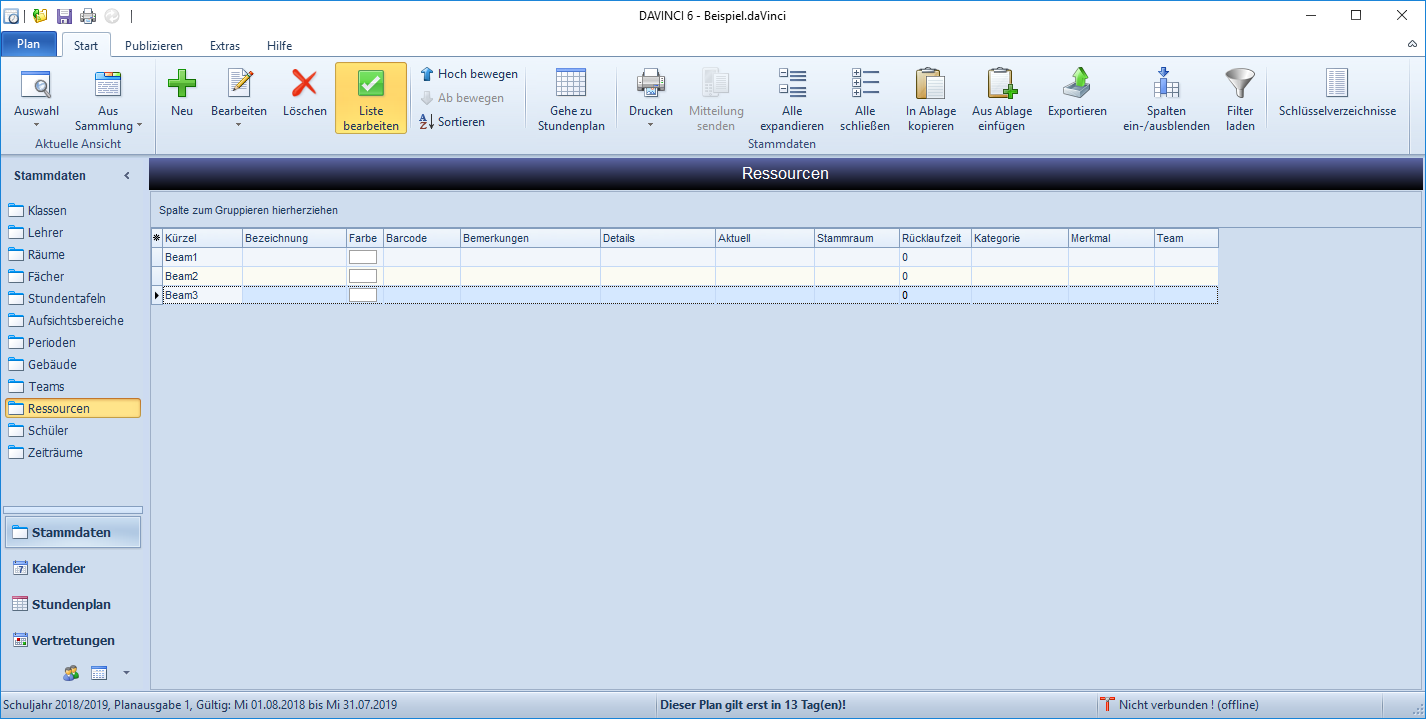 DAVINCI 6 - Beispiel.daVinci
Plan Start Publizieren Extras Hilfe
Auswahl
Aus Sammlung
Aktuelle Ansicht
Neu
Bearbeiten
Löschen
Liste bearbeiten
Hoch bewegen
Ab bewegen
Sortieren
Gehe zu Stundenplan
Drucken
Mitteilung senden
Alle expandieren
Alle schließen
In Ablage kopieren
Aus Ablage einfügen
Exportieren
Spalten ein-/ausblenden
Filter laden
Schlüsselverzeichnisse
Stammdaten
Stammdaten
Klassen
Lehrer
Räume
Fächer
Stundentafeln
Aufsichtsbereiche
Perioden
Gebäude
Teams
Ressourcen
Schüler
Zeiträume
Stammdaten
Kalender
Stundenplan
Vertretungen
Ressourcen
Spalte zum Gruppieren hierherziehen
Kürzel Bezeichnung Farbe Barcode Bemerkungen Details Aktuell Stammraum Rücklaufzeit Kategorie Merkmal Team
Beam1 0
Beam2 0
Beam3 0
Schuljahr 2018/2019, Planausgabe 1, Gültig: Mi 01.08.2018 bis Mi 31.07.2019
Dieser Plan gilt erst in 13 Tag(en)!
Nicht verbunden ! (offline)